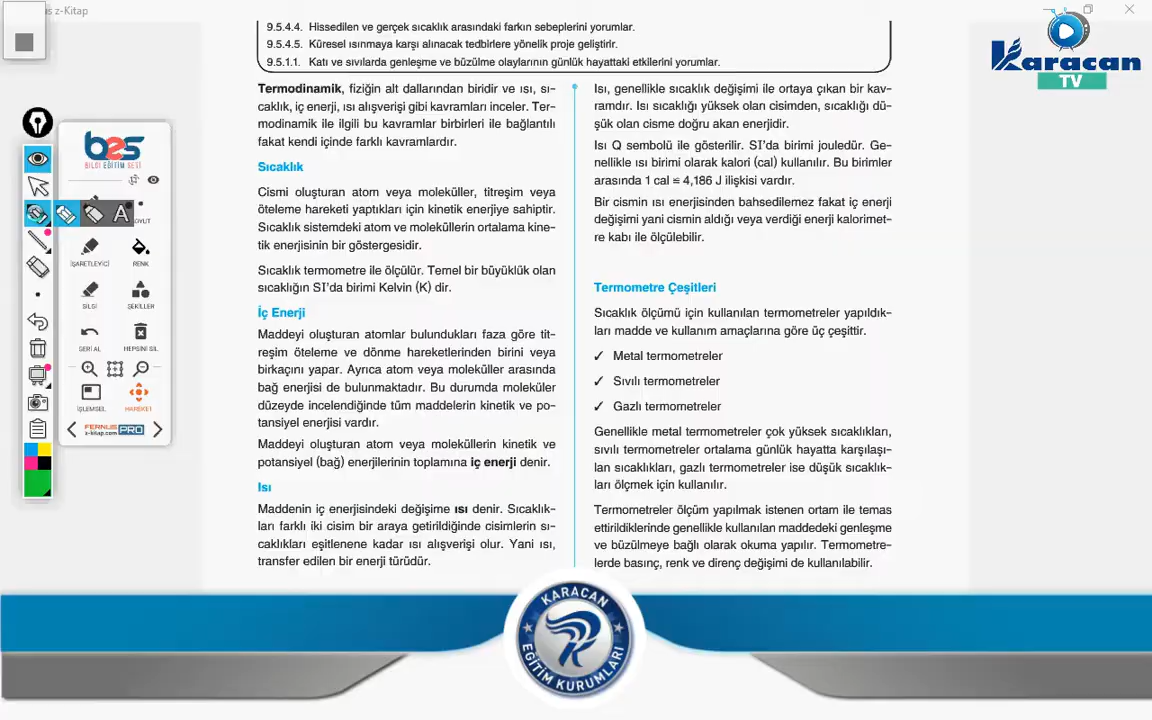 s z-Kitap
Karacan
TV
9.5.4.4. Hissedilen ve gerçek sıcaklık arasındaki farkın sebeplerini yorumlar.
9.5.4.5. Küresel ısınmaya karşı alınacak tedbirlere yönelik proje geliştirir.
9.5.1.1. Katı ve sıvılarda genleşme ve büzülme olaylarının günlük hayattaki etkilerini yorumlar.
bes
BİLGİ EĞİTİM SETİ
A
İŞARETLEYİCİ
RENK
SİLGİ
ŞEKİLLER
GERİ AL
HEPSİNİ SİL
İŞLEMSEL
HAREKET
FERNUS
z-kitap.com PRO
Termodinamik, fiziğin alt dallarından biridir ve ısı, sı-
caklık, iç enerji, ısı alışverişi gibi kavramları inceler. Ter-
modinamik ile ilgili bu kavramlar birbirleri ile bağlantılı
fakat kendi içinde farklı kavramlardır.
Sıcaklık
Cismi oluşturan atom veya moleküller, titreşim veya
öteleme hareketi yaptıkları için kinetik enerjiye sahiptir.
Sıcaklık sistemdeki atom ve moleküllerin ortalama kine-
tik enerjisinin bir göstergesidir.
Sıcaklık termometre ile ölçülür. Temel bir büyüklük olan
sıcaklığın SI'da birimi Kelvin (K) dir.
İç Enerji
Maddeyi oluşturan atomlar bulundukları faza göre tit-
reşim öteleme ve dönme hareketlerinden birini veya
birkaçını yapar. Ayrıca atom veya moleküller arasında
bağ enerjisi de bulunmaktadır. Bu durumda moleküler
düzeyde incelendiğinde tüm maddelerin kinetik ve po-
tansiyel enerjisi vardır.
Maddeyi oluşturan atom veya moleküllerin kinetik ve
potansiyel (bağ) enerjilerinin toplamına iç enerji denir.
Isı
Maddenin iç enerjisindeki değişime ısı denir. Sıcaklık-
ları farklı iki cisim bir araya getirildiğinde cisimlerin sı-
caklıkları eşitlenene kadar ısı alışverişi olur. Yani ısı,
transfer edilen bir enerji türüdür.
Isı, genellikle sıcaklık değişimi ile ortaya çıkan bir kav-
ramdır. Isı sıcaklığı yüksek olan cisimden, sıcaklığı dü-
şük olan cisme doğru akan enerjidir.
Isı Q sembolü ile gösterilir. SI'da birimi jouledür. Ge-
nellikle ısı birimi olarak kalori (cal) kullanılır. Bu birimler
arasında 1 cal ≅ 4,186 J ilişkisi vardır.
Bir cismin ısı enerjisinden bahsedilemez fakat iç enerji
değişimi yani cismin aldığı veya verdiği enerji kalorimet-
re kabı ile ölçülebilir.
Termometre Çeşitleri
Sıcaklık ölçümü için kullanılan termometreler yapıldık-
ları madde ve kullanım amaçlarına göre üç çeşittir.
✓ Metal termometreler
✓ Sıvılı termometreler
✓ Gazlı termometreler
Genellikle metal termometreler çok yüksek sıcaklıkları,
sıvılı termometreler ortalama günlük hayatta karşılaşı-
lan sıcaklıkları, gazlı termometreler ise düşük sıcaklık-
ları ölçmek için kullanılır.
Termometreler ölçüm yapılmak istenen ortam ile temas
ettirildiklerinde genellikle kullanılan maddedeki genleşme
ve büzülmeye bağlı olarak okuma yapılır. Termometre-
lerde basınç, renk ve direnç değişimi de kullanılabilir.
KARACAN
EĞİTİM KURUMLARI